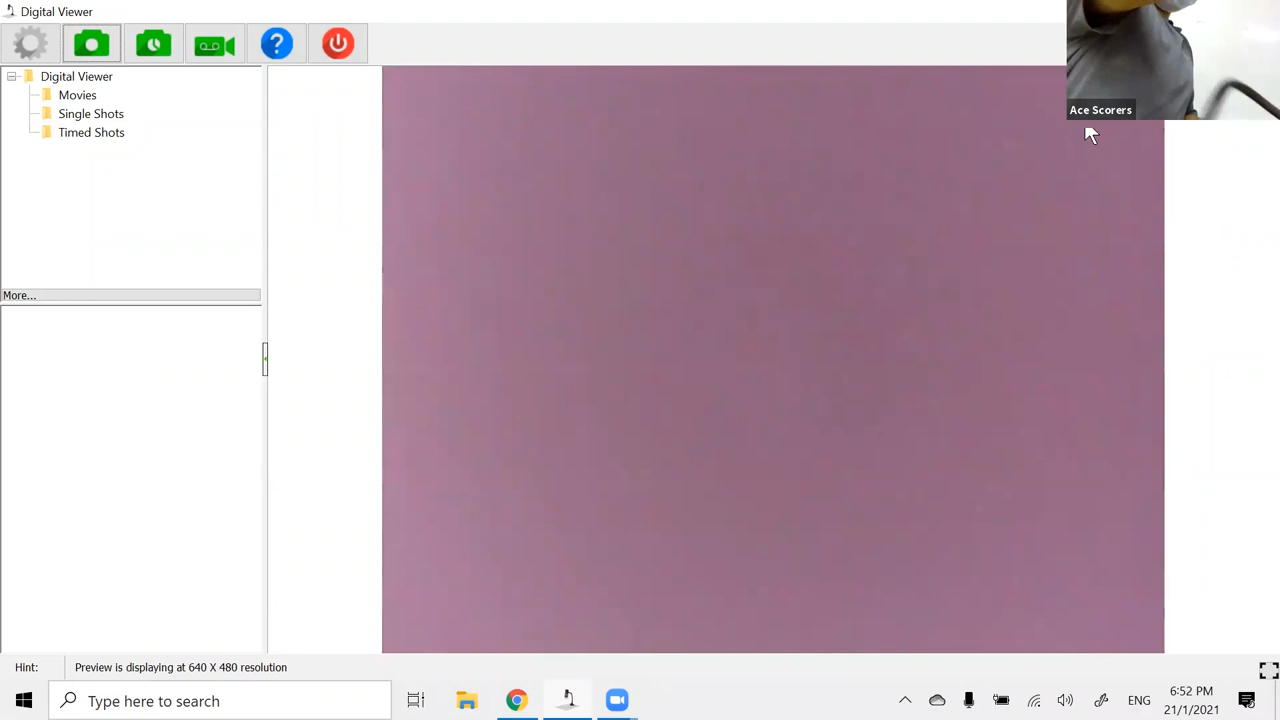 Digital Viewer
Ace Scorers
Digital Viewer
Movies
Single Shots
Timed Shots
More...
Hint: Preview is displaying at 640 X 480 resolution
Type here to search
ENG
6:52 PM
21/1/2021